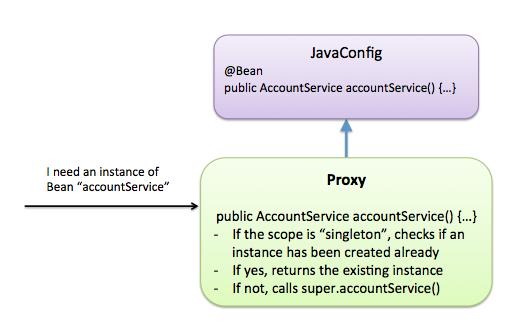 JavaConfig
@Bean
public AccountService accountService() {…}
I need an instance of
Bean “accountService”
Proxy
public AccountService accountService() {…}
- If the scope is “singleton”, checks if an
instance has been created already
- If yes, returns the existing instance
- If not, calls super.accountService()